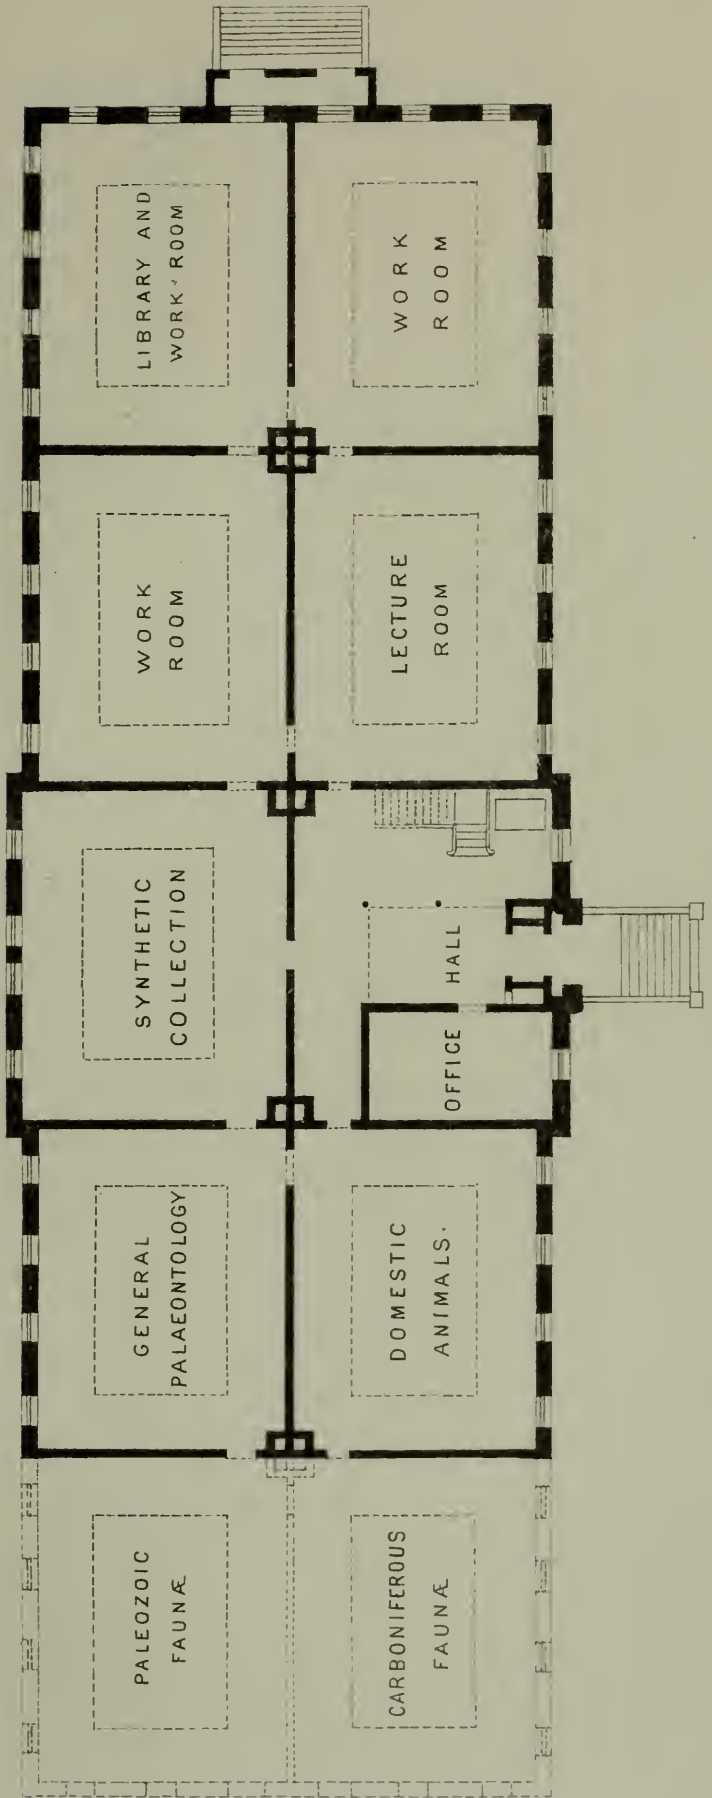 LIBRARY AND
WORK-ROOM
WORK
ROOM
WORK
ROOM
LECTURE
ROOM
SYNTHETIC
COLLECTION
HALL
OFFICE
GENERAL
PALAEONTOLOGY
DOMESTIC
ANIMALS.
PALEOZOIC
FAUNÆ
CARBONIFEROUS
FAUNÆ